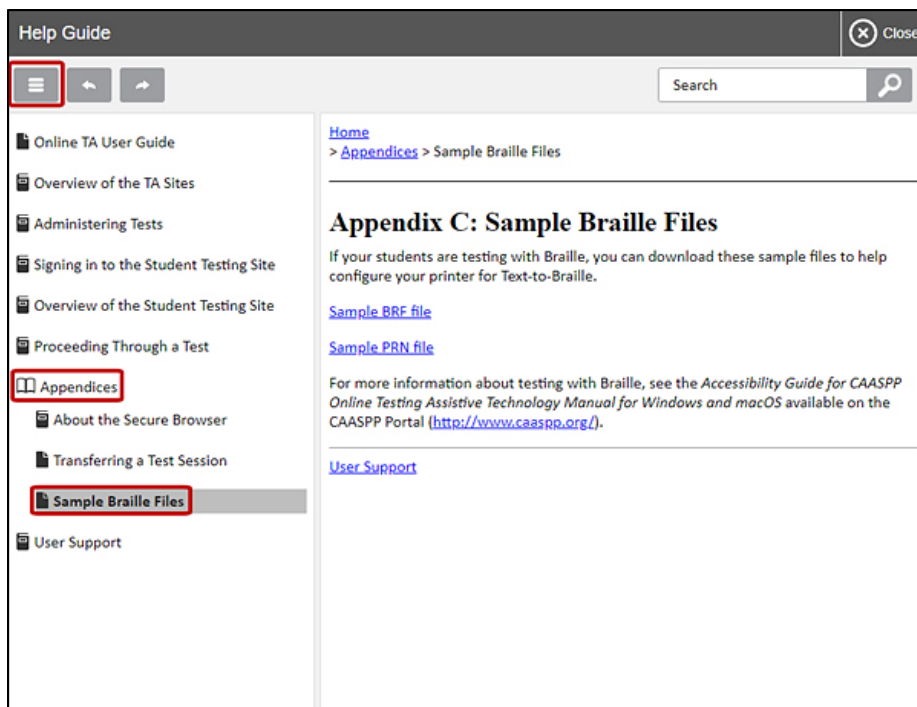 Help Guide
Close
Search
Online TA User Guide
Overview of the TA Sites
Administering Tests
Signing in to the Student Testing Site
Overview of the Student Testing Site
Proceeding Through a Test
Appendices
About the Secure Browser
Transferring a Test Session
Sample Braille Files
User Support
Home
> Appendices > Sample Braille Files
Appendix C: Sample Braille Files
If your students are testing with Braille, you can download these sample files to help
configure your printer for Text-to-Braille.
Sample BRF file
Sample PRN file
For more information about testing with Braille, see the Accessibility Guide for CAASPP
Online Testing Assistive Technology Manual for Windows and macOS available on the
CAASPP Portal (http://www.caaspp.org/).
User Support